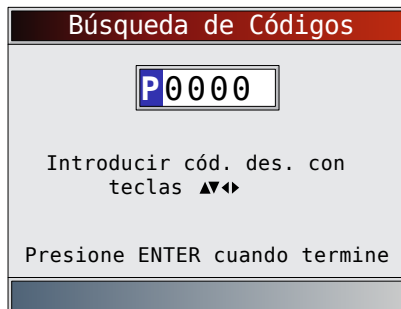 Búsqueda de Códigos
P0000
Introducir cód. des. con
teclas ▲▼◄►
Presione ENTER cuando termine